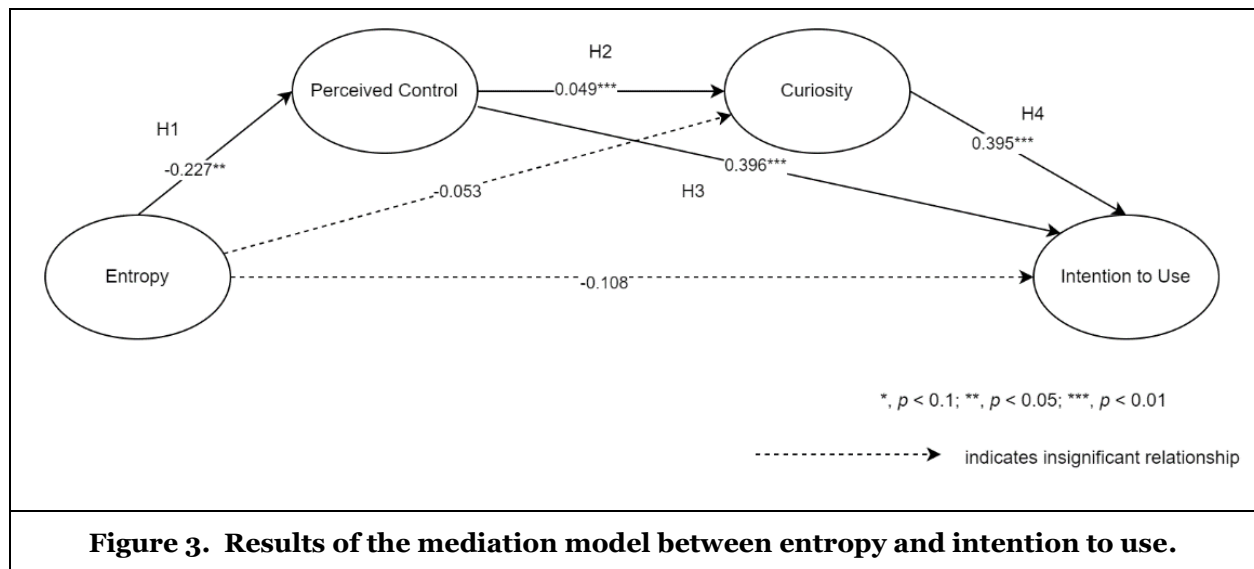 H2
Perceived Control
0.049***
Curiosity
H1
H4
-0.227**
0.395***
0.396***
-0.053
H3
Entropy
-0.108
Intention to Use
*, p < 0.1; **, p < 0.05; ***, p < 0.01
indicates insignificant relationship
Figure 3. Results of the mediation model between entropy and intention to use.